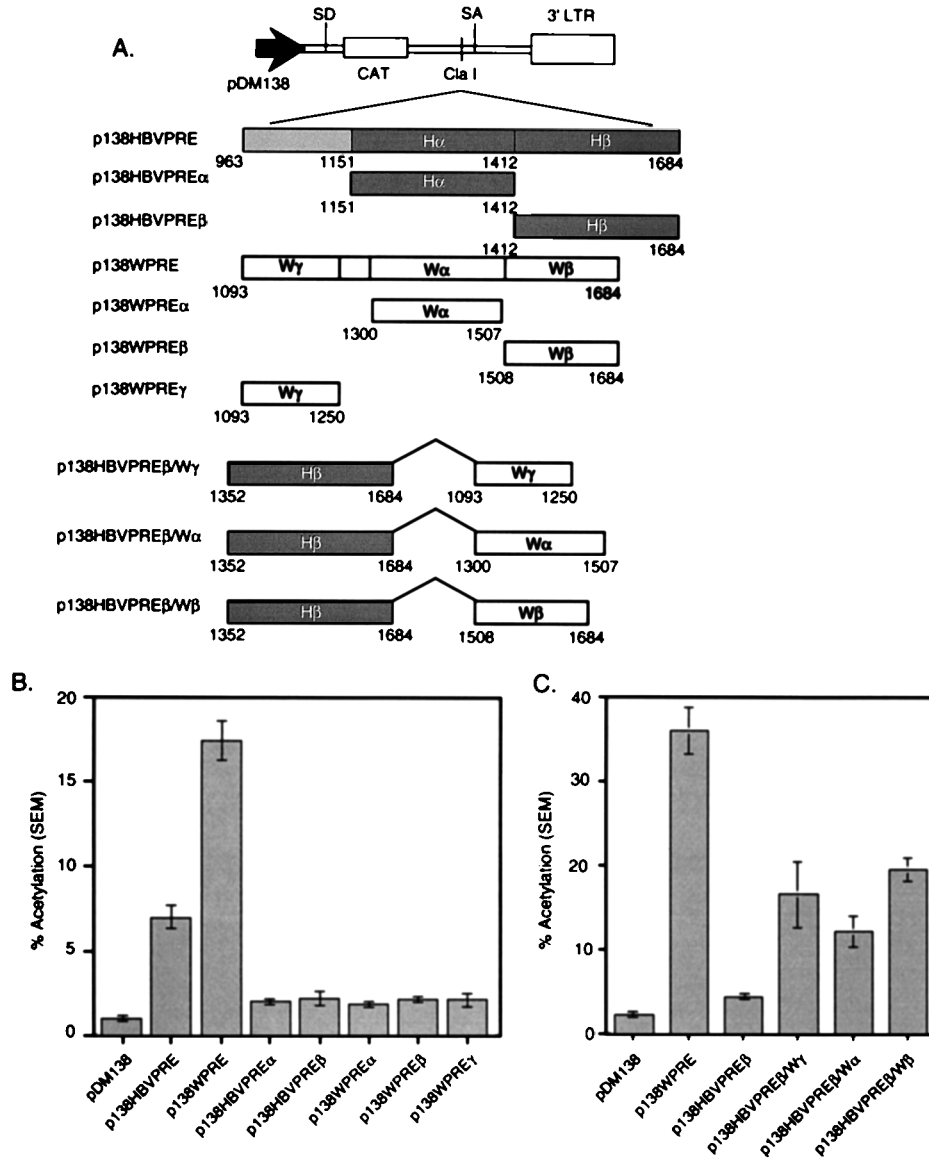 A.
SD SA 3' LTR
CAT Cla I
pDM138
p138HBVPRE Hα Hβ
963 1151 1412 1684
p138HBVPREα Hα
1151 1412
p138HBVPREβ Hβ
1412 1684
p138WPRE Wγ Wα Wβ
1093 1684
p138WPREα Wα
1300 1507
p138WPREβ Wβ
1508 1684
p138WPREγ Wγ
1093 1250
p138HBVPREβ/Wγ Hβ Wγ
1352 1684 1093 1250
p138HBVPREβ/Wα Hβ Wα
1352 1684 1300 1507
p138HBVPREβ/Wβ Hβ Wβ
1352 1684 1508 1684
B.
% Acetylation (SEM)
20
15
10
5
0
pDM138
p138HBVPRE
p138WPRE
p138HBVPREα
p138HBVPREβ
p138WPREα
p138WPREβ
p138WPREγ
C.
% Acetylation (SEM)
40
30
20
10
0
pDM138
p138WPRE
p138HBVPREβ
p138HBVPREβ/Wγ
p138HBVPREβ/Wα
p138HBVPREβ/Wβ